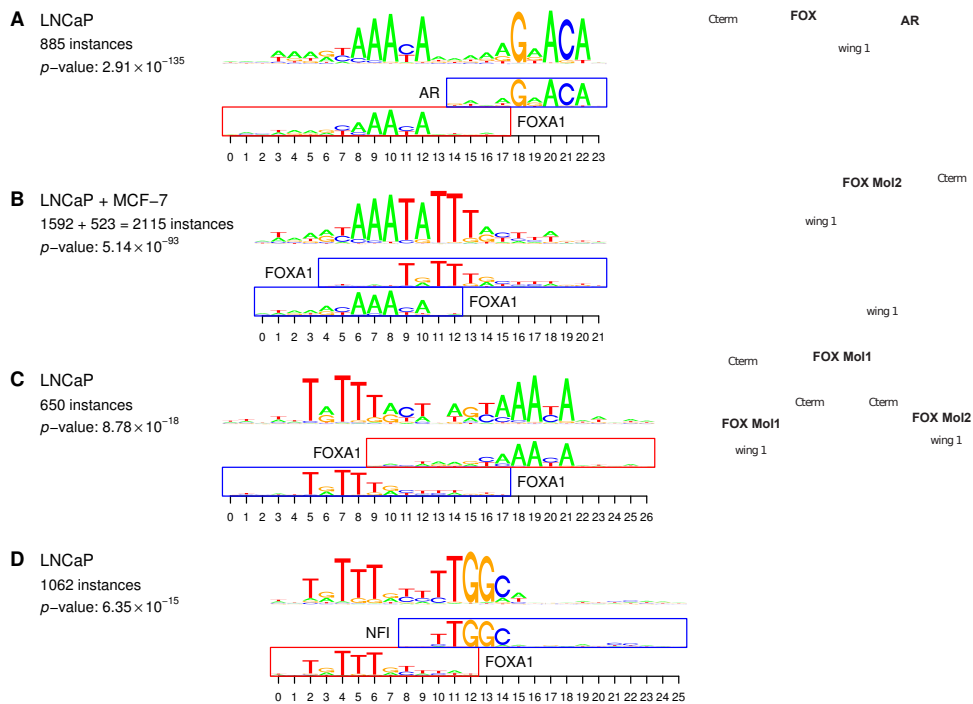 A LNCaP
885 instances
p−value: 2.91 × 10−135
AR
FOXA1
0 1 2 3 4 5 6 7 8 9 10 11 12 13 14 15 16 17 18 19 20 21 22 23
Cterm FOX AR
wing 1
B LNCaP + MCF−7
1592 + 523 = 2115 instances
p−value: 5.14 × 10−93
FOXA1
FOXA1
0 1 2 3 4 5 6 7 8 9 10 11 12 13 14 15 16 17 18 19 20 21
FOX Mol2 Cterm
wing 1
wing 1
Cterm FOX Mol1
C LNCaP
650 instances
p−value: 8.78 × 10−18
FOXA1
FOXA1
0 1 2 3 4 5 6 7 8 9 10 11 12 13 14 15 16 17 18 19 20 21 22 23 24 25 26
Cterm Cterm
FOX Mol1 FOX Mol2
wing 1 wing 1
D LNCaP
1062 instances
p−value: 6.35 × 10−15
NFI
FOXA1
0 1 2 3 4 5 6 7 8 9 10 11 12 13 14 15 16 17 18 19 20 21 22 23 24 25